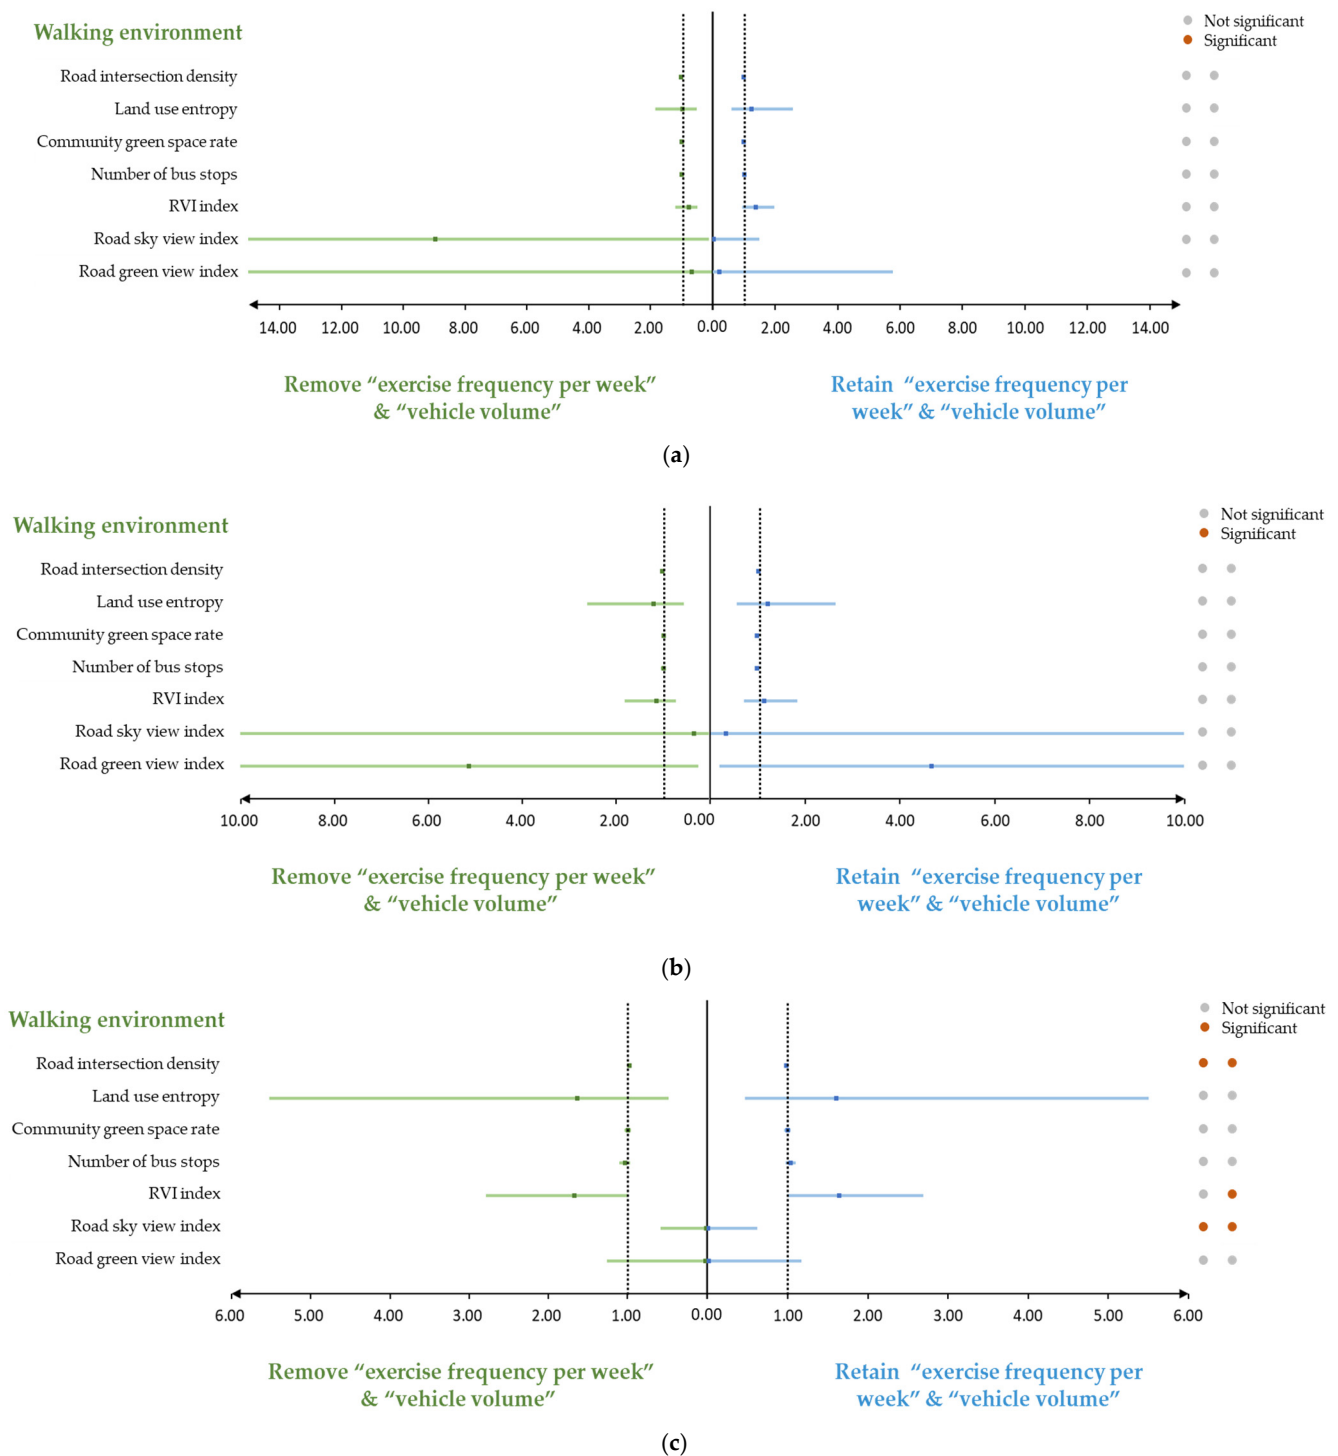 Walking environment
Not significant
Significant
Road intersection density
Land use entropy
Community green space rate
Number of bus stops
RVI index
Road sky view index
Road green view index
14.00 12.00 10.00 8.00 6.00 4.00 2.00 0.00 2.00 4.00 6.00 8.00 10.00 12.00 14.00
Remove “exercise frequency per week”
& “vehicle volume”
Retain “exercise frequency per
week” & “vehicle volume”
(a)
Walking environment
Not significant
Significant
Road intersection density
Land use entropy
Community green space rate
Number of bus stops
RVI index
Road sky view index
Road green view index
10.00 8.00 6.00 4.00 2.00 0.00 2.00 4.00 6.00 8.00 10.00
Remove “exercise frequency per week”
& “vehicle volume”
Retain “exercise frequency per
week” & “vehicle volume”
(b)
Walking environment
Not significant
Significant
Road intersection density
Land use entropy
Community green space rate
Number of bus stops
RVI index
Road sky view index
Road green view index
6.00 5.00 4.00 3.00 2.00 1.00 0.00 1.00 2.00 3.00 4.00 5.00 6.00
Remove “exercise frequency per week”
& “vehicle volume”
Retain “exercise frequency per
week” & “vehicle volume”
(c)